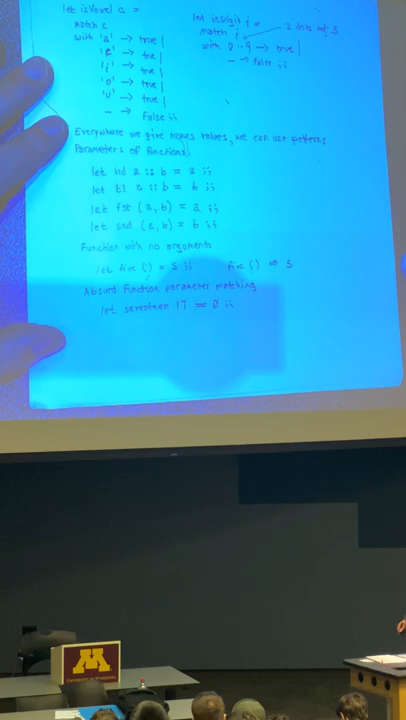 let isVowel c =
match c
with 'a' -> true |
'e' -> true |
'i' -> true |
'o' -> true |
'u' -> true |
_ -> False ;;
let isDigit i =
match i
with 0 .. 9 -> true |
_ -> false ;;
2 dots not 3
Everywhere we give names values, we can use patterns
Parameters of functions!
let hd a :: b = a ;;
let tl a :: b = b ;;
let fst (a, b) = a ;;
let snd (a, b) = b ;;
Function with no arguments
let five () = 5 ;; five () ⇒ 5
Absurd Function parameter matching
let seventeen 17 = 0 ;;
M
UNIVERSITY OF MINNESOTA